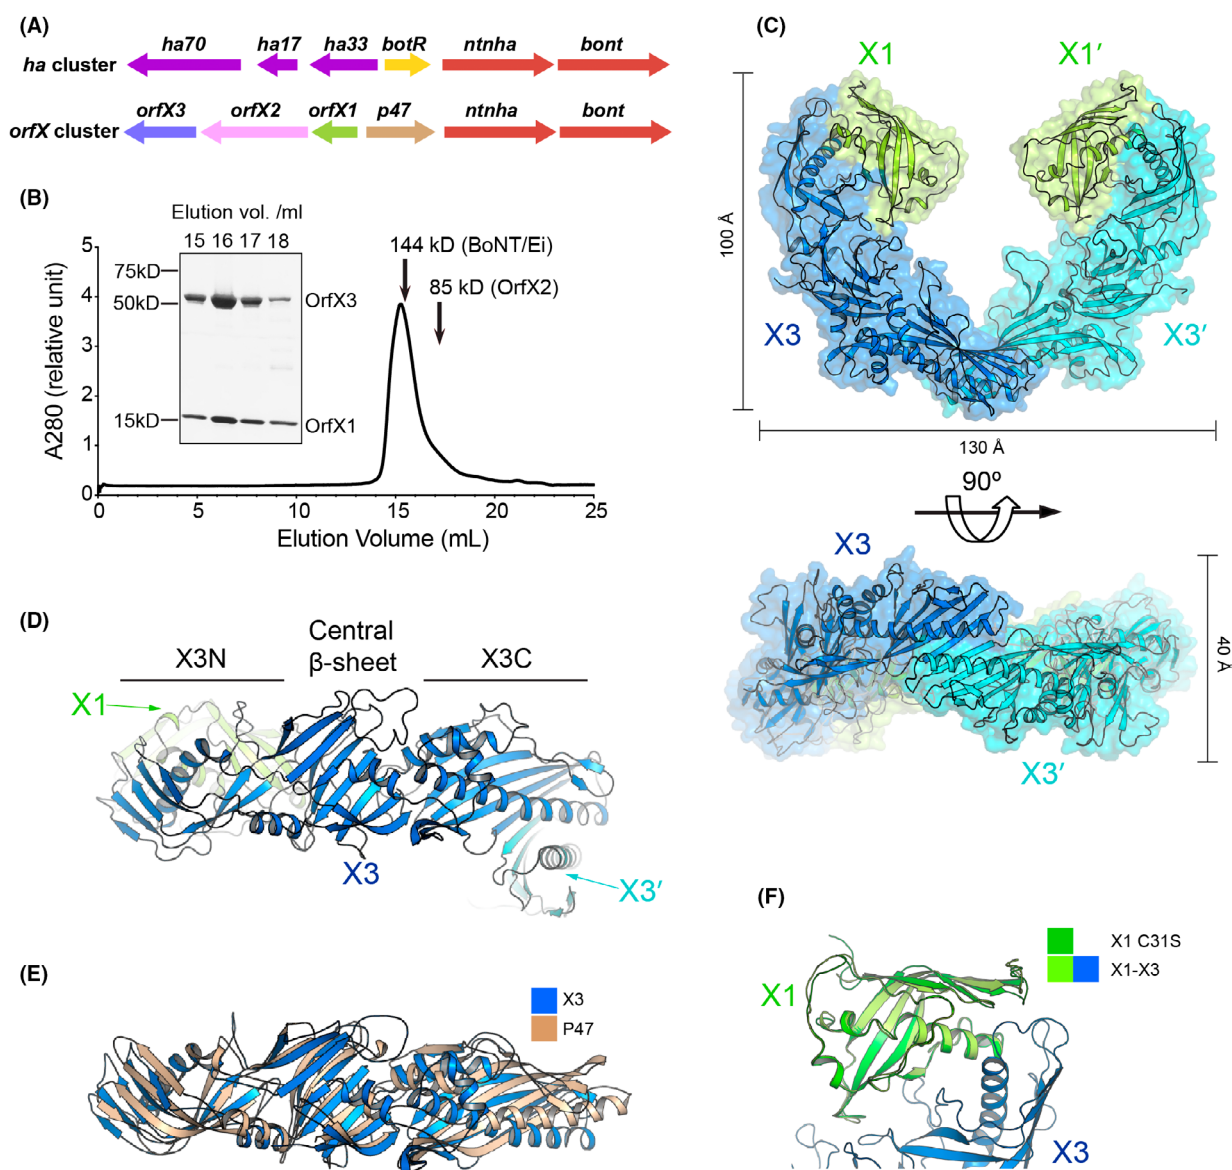 (A)
ha70 ha17 ha33 botR ntnha bont
ha cluster
orfX3 orfX2 orfX1 p47 ntnha bont
orfX cluster
(B)
Elution vol. /ml
15 16 17 18
75kD
50kD
15kD
OrfX3
OrfX1
144 kD (BoNT/Ei)
85 kD (OrfX2)
A280 (relative unit)
5
4
3
2
1
0
0 5 10 15 20 25
Elution Volume (mL)
(C)
X1 X1′
100 Å
X3 X3′
130 Å
90º
X3
40 Å
X3′
(D)
X3N
Central
β-sheet
X3C
X1
X3
X3′
(E)
X3
P47
(F)
X1 C31S
X1-X3
X1
X3